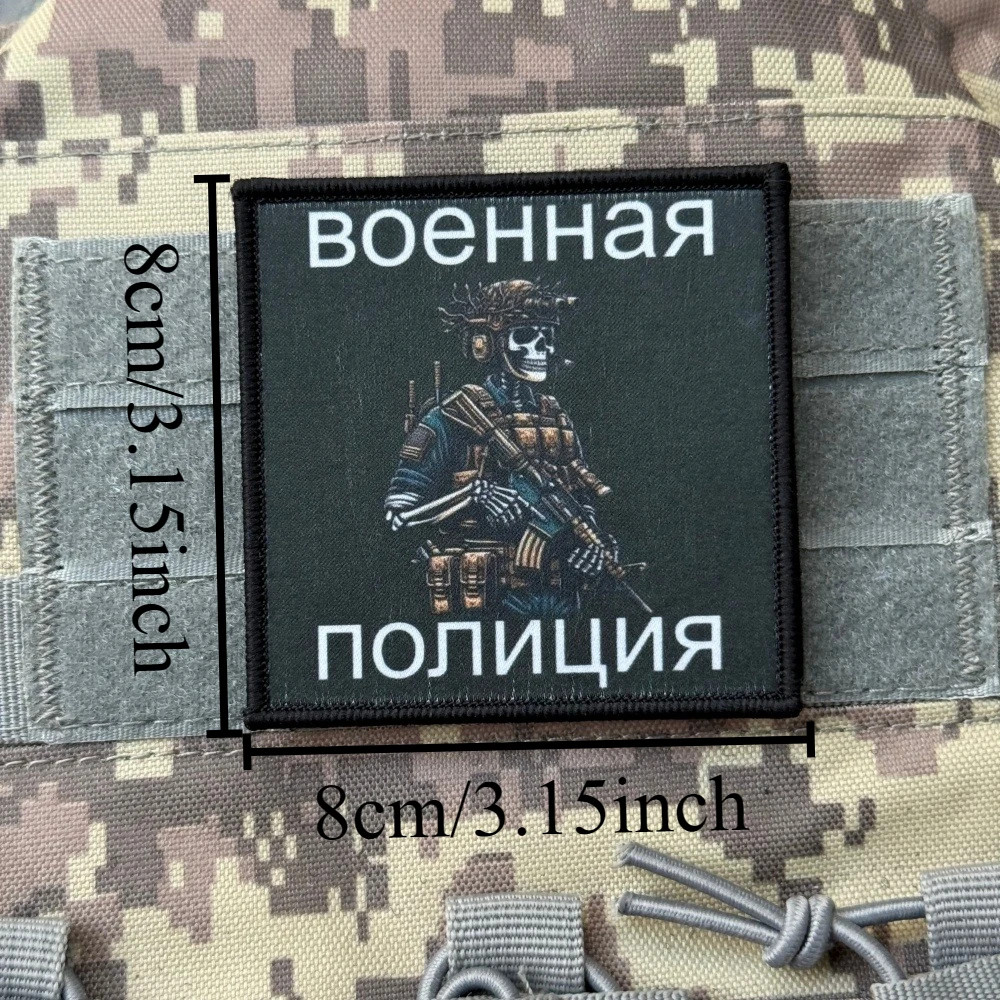 военная
полиция
8cm/3.15inch
8cm/3.15inch